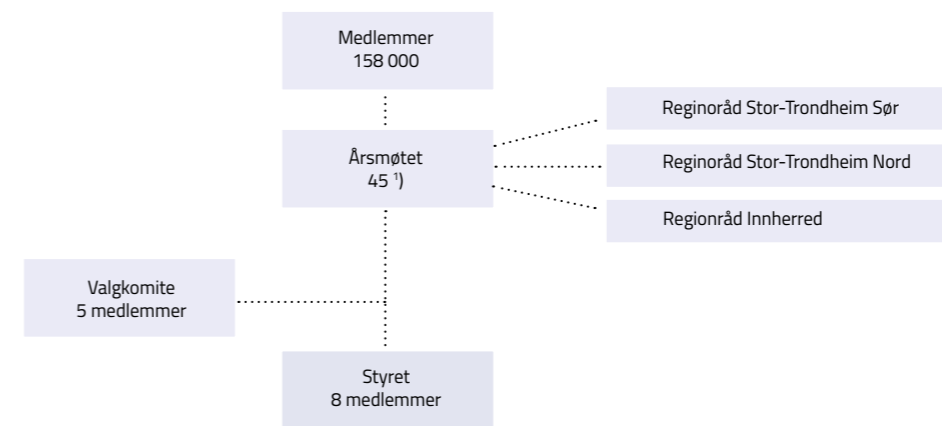 Medlemmer
158 000
Årsmøtet
45 ¹)
Reginoråd Stor-Trondheim Sør
Reginoråd Stor-Trondheim Nord
Regionråd Innherred
Valgkomite
5 medlemmer
Styret
8 medlemmer